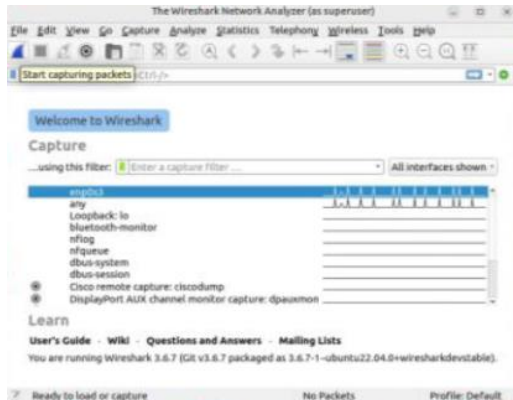 The Wireshark Network Analyzer (as superuser)
File Edit View Go Capture Analyze Statistics Telephony Wireless Tools Help
Start capturing packets <Ctrl-/>
Welcome to Wireshark
Capture
...using this filter: Enter a capture filter ... All interfaces shown
enp0s3
any
Loopback: lo
bluetooth-monitor
nflog
nfqueue
dbus-system
dbus-session
Cisco remote capture: ciscodump
DisplayPort AUX channel monitor capture: dpauxmon
Learn
User's Guide · Wiki · Questions and Answers · Mailing Lists
You are running Wireshark 3.6.7 (Git v3.6.7 packaged as 3.6.7-1~ubuntu22.04.0+wiresharkdevstable).
Ready to load or capture No Packets Profile: Default